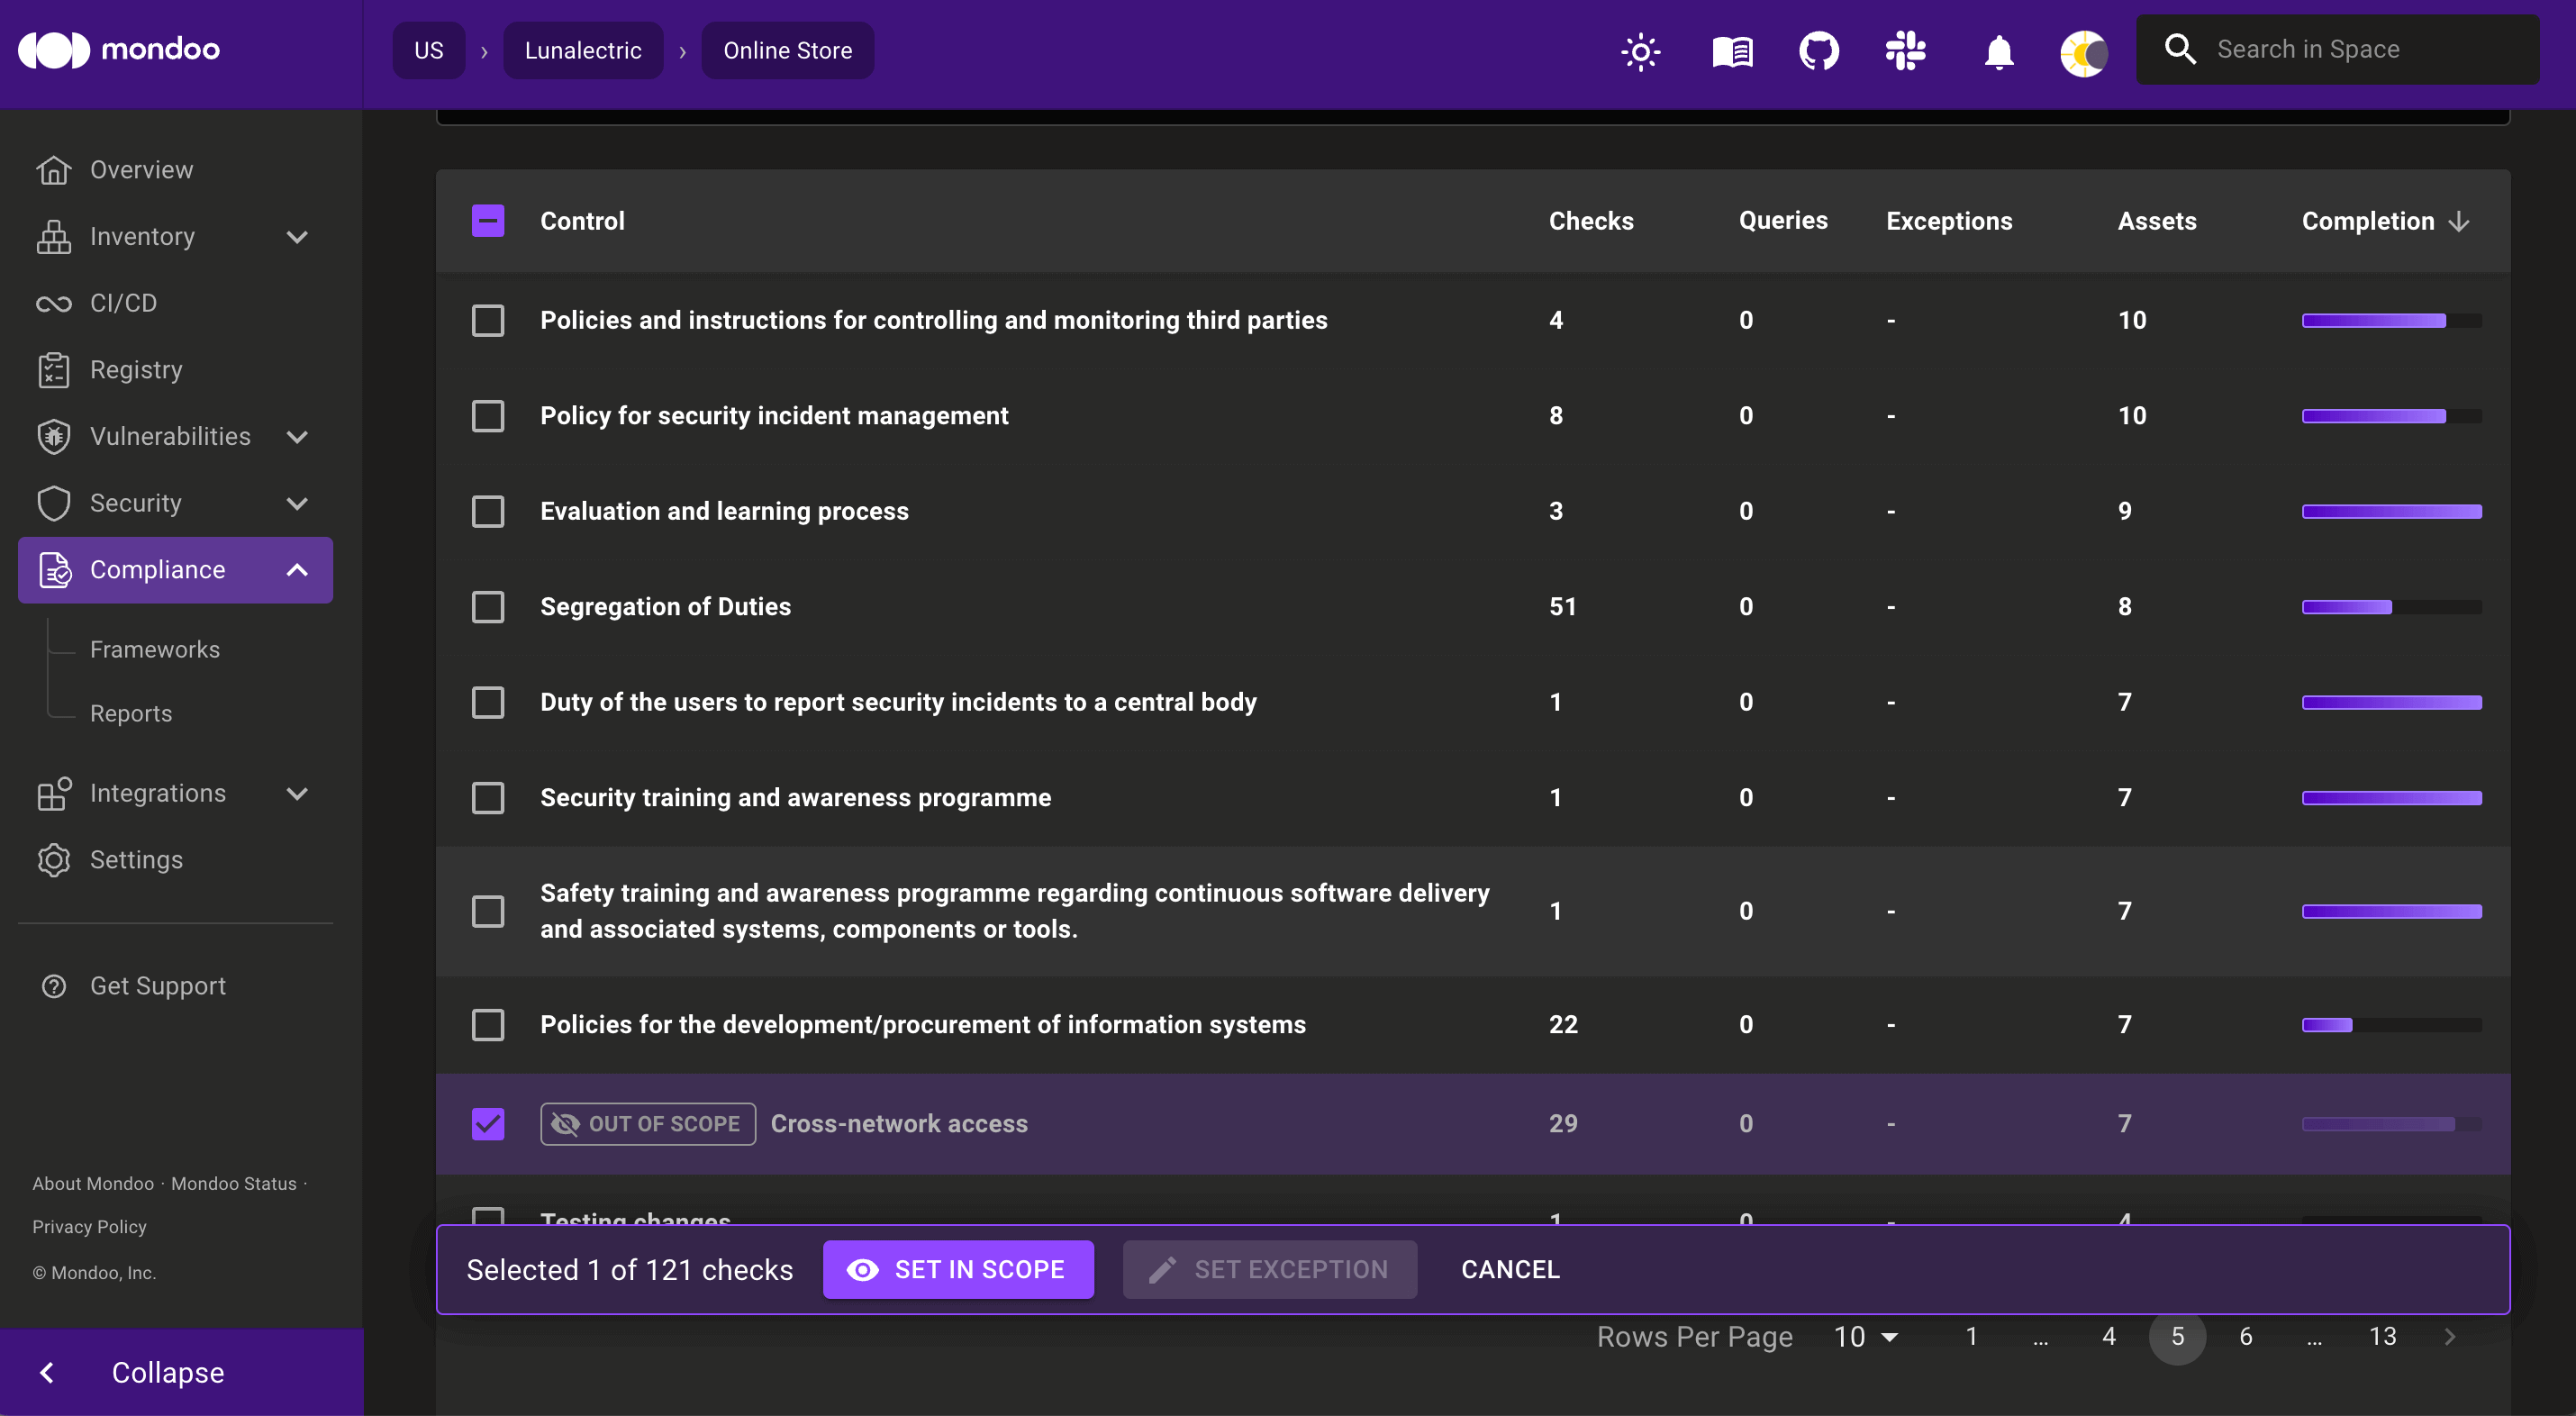 mondoo
US › Lunalectric › Online Store
Search in Space
Overview
Inventory
CI/CD
Registry
Vulnerabilities
Security
Compliance
Frameworks
Reports
Integrations
Settings
Get Support
About Mondoo · Mondoo Status ·
Privacy Policy
© Mondoo, Inc.
Collapse
Control Checks Queries Exceptions Assets Completion
Policies and instructions for controlling and monitoring third parties 4 0 - 10
Policy for security incident management 8 0 - 10
Evaluation and learning process 3 0 - 9
Segregation of Duties 51 0 - 8
Duty of the users to report security incidents to a central body 1 0 - 7
Security training and awareness programme 1 0 - 7
Safety training and awareness programme regarding continuous software delivery
and associated systems, components or tools. 1 0 - 7
Policies for the development/procurement of information systems 22 0 - 7
OUT OF SCOPE Cross-network access 29 0 - 7
Testing changes 1 0 - 4
Selected 1 of 121 checks SET IN SCOPE SET EXCEPTION CANCEL
Rows Per Page 10 1 ... 4 5 6 ... 13